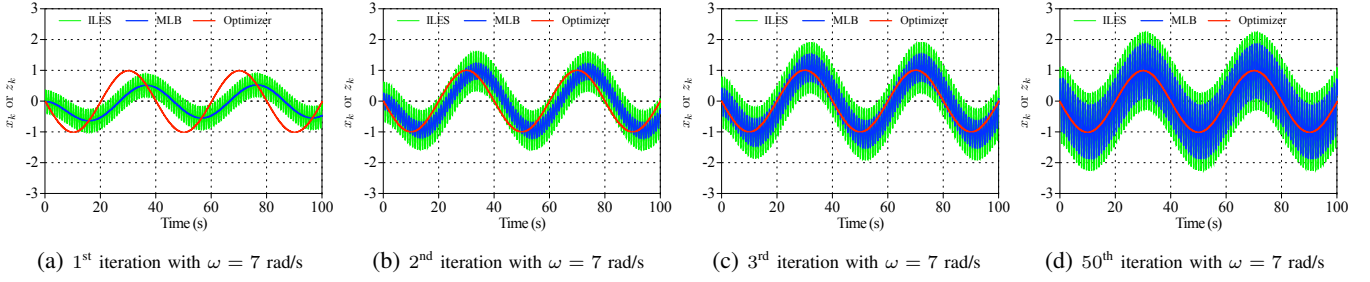 ILES MLB Optimizer
3
2
1
0
-1
-2
-3
x_k or z_k
0 20 40 60 80 100
Time (s)
(a) 1st iteration with ω = 7 rad/s
ILES MLB Optimizer
3
2
1
0
-1
-2
-3
x_k or z_k
0 20 40 60 80 100
Time (s)
(b) 2nd iteration with ω = 7 rad/s
ILES MLB Optimizer
3
2
1
0
-1
-2
-3
x_k or z_k
0 20 40 60 80 100
Time (s)
(c) 3rd iteration with ω = 7 rad/s
ILES MLB Optimizer
3
2
1
0
-1
-2
-3
x_k or z_k
0 20 40 60 80 100
Time (s)
(d) 50th iteration with ω = 7 rad/s